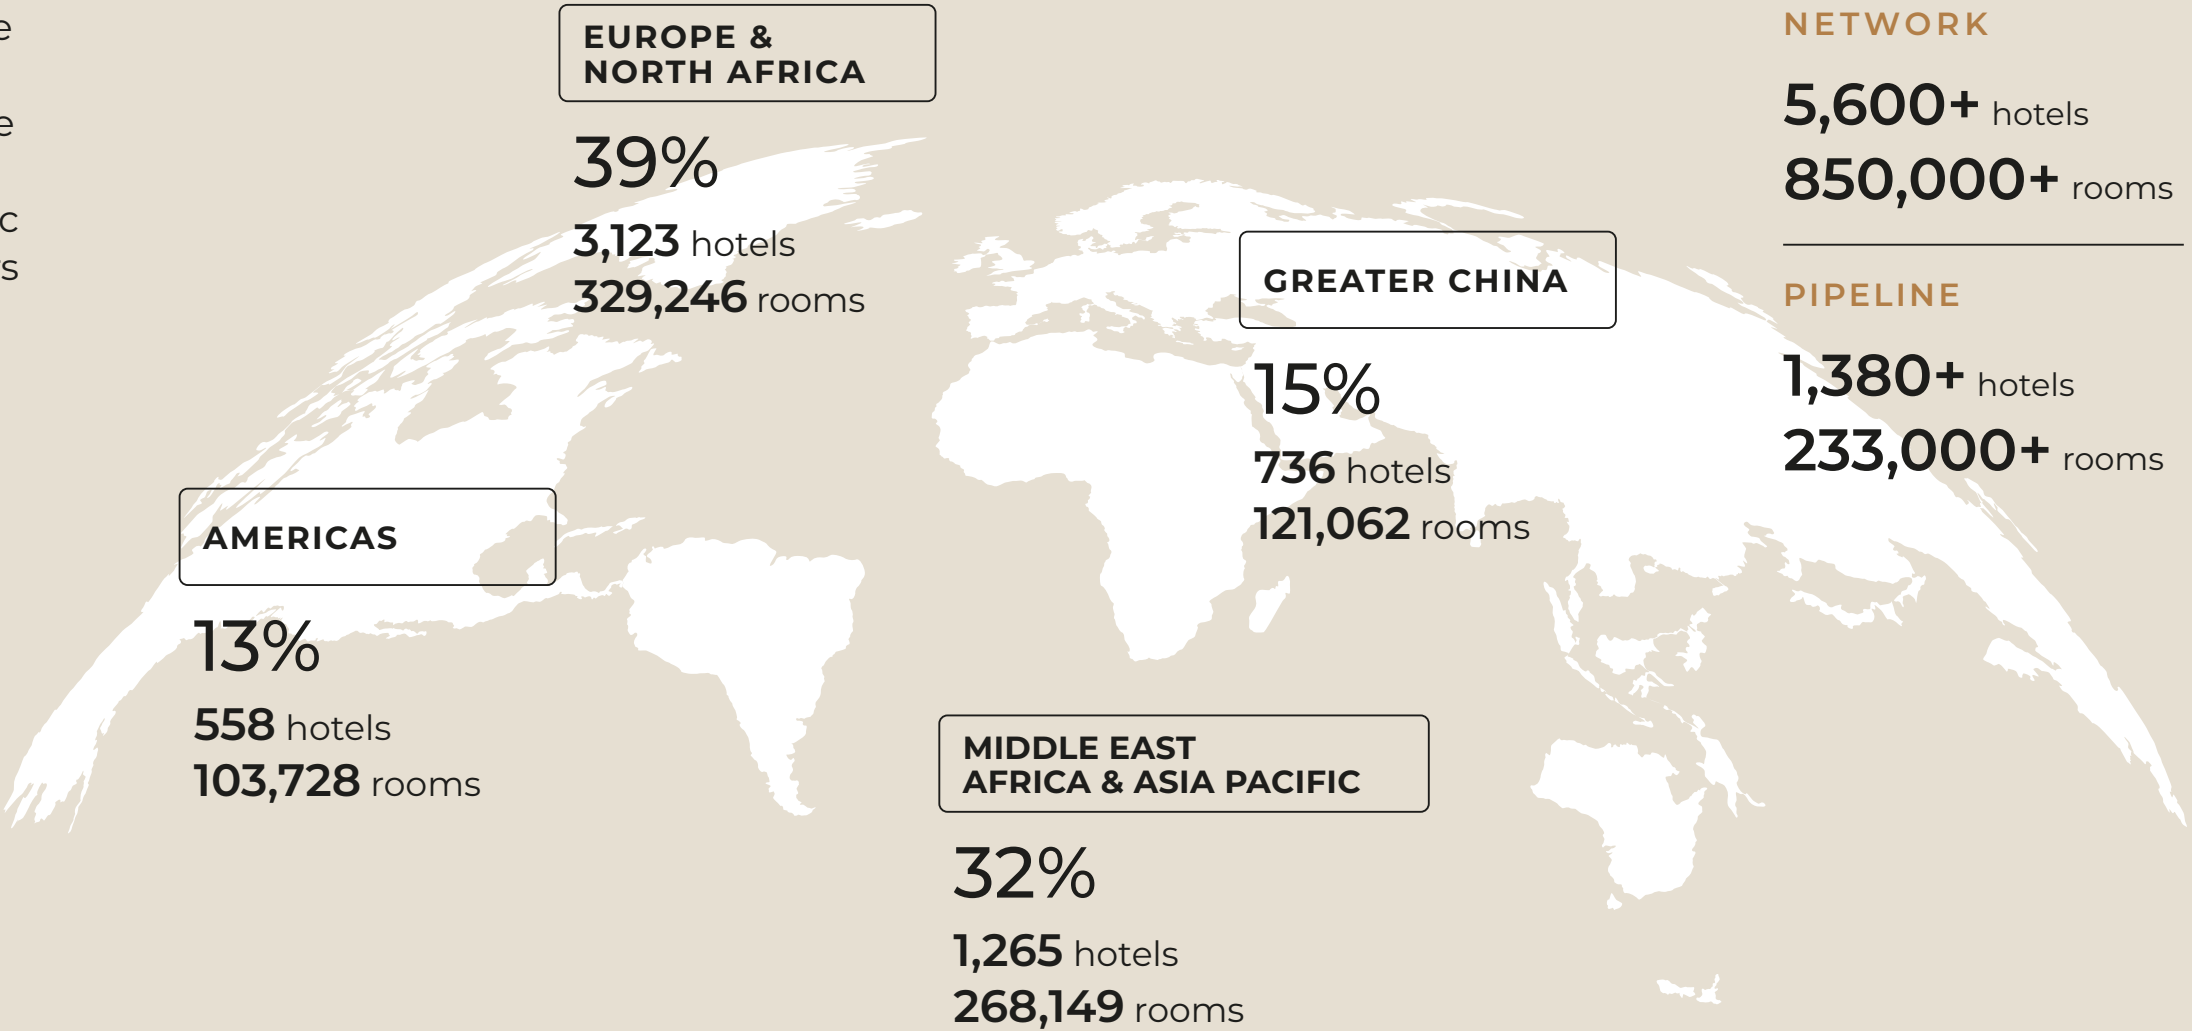 EUROPE &
NORTH AFRICA
39%
3,123 hotels
329,246 rooms
GREATER CHINA
15%
736 hotels
121,062 rooms
AMERICAS
13%
558 hotels
103,728 rooms
MIDDLE EAST
AFRICA & ASIA PACIFIC
32%
1,265 hotels
268,149 rooms
NETWORK
5,600+ hotels
850,000+ rooms
PIPELINE
1,380+ hotels
233,000+ rooms